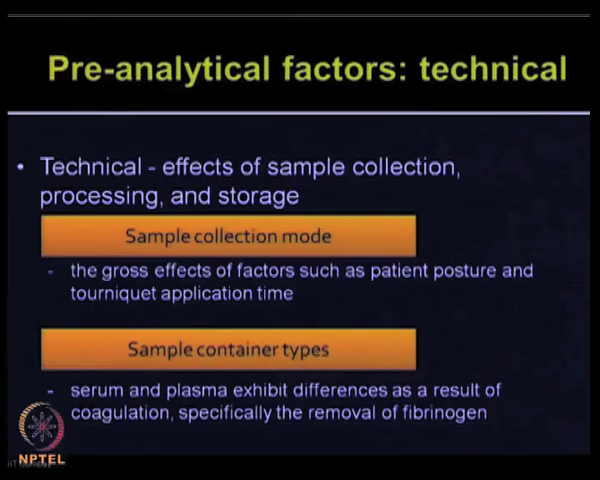 Pre-analytical factors: technical
• Technical - effects of sample collection,
processing, and storage
Sample collection mode
- the gross effects of factors such as patient posture and
tourniquet application time
Sample container types
- serum and plasma exhibit differences as a result of
coagulation, specifically the removal of fibrinogen
NPTEL